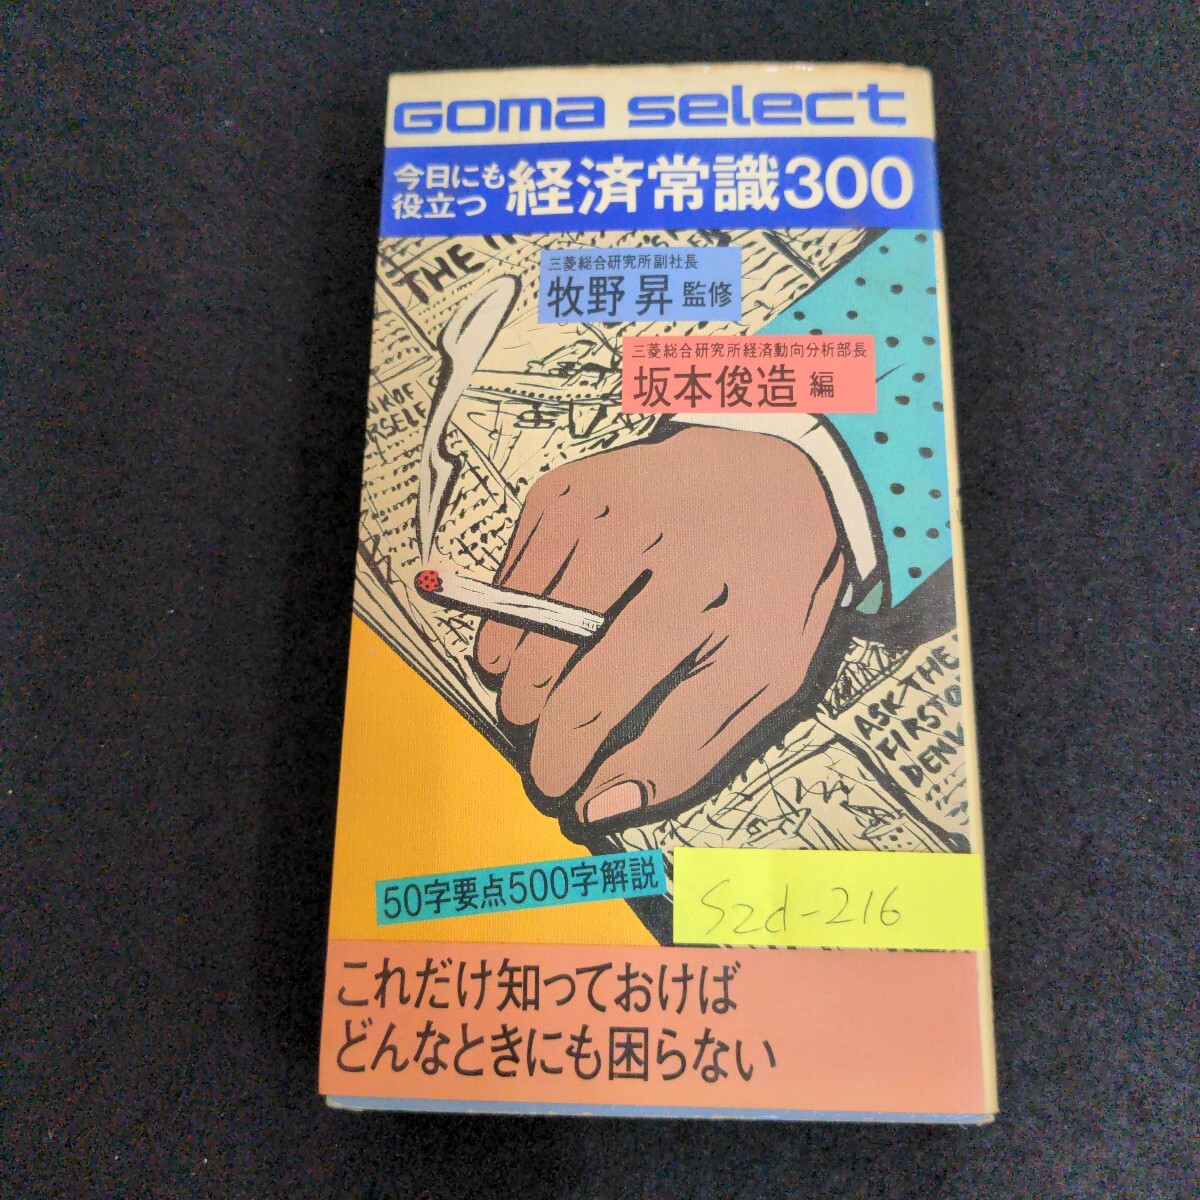 Goma select
今日にも
役立つ
経済常識300
三菱総合研究所副社長
牧野昇 監修
三菱総合研究所経済動向分析部長
坂本俊造 編
THE
ASK THE
50字要点500字解説
S2d-216
これだけ知っておけば
どんなときにも困らない